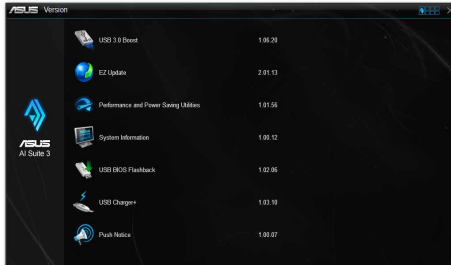 ASUS Version
USB 3.0 Boost 1.06.20
EZ Update 2.01.13
Performance and Power Saving Utilities 1.01.56
System Information 1.00.12
ASUS
AI Suite 3
USB BIOS Flashback 1.02.06
USB Charger+ 1.03.10
Push Notice 1.00.07